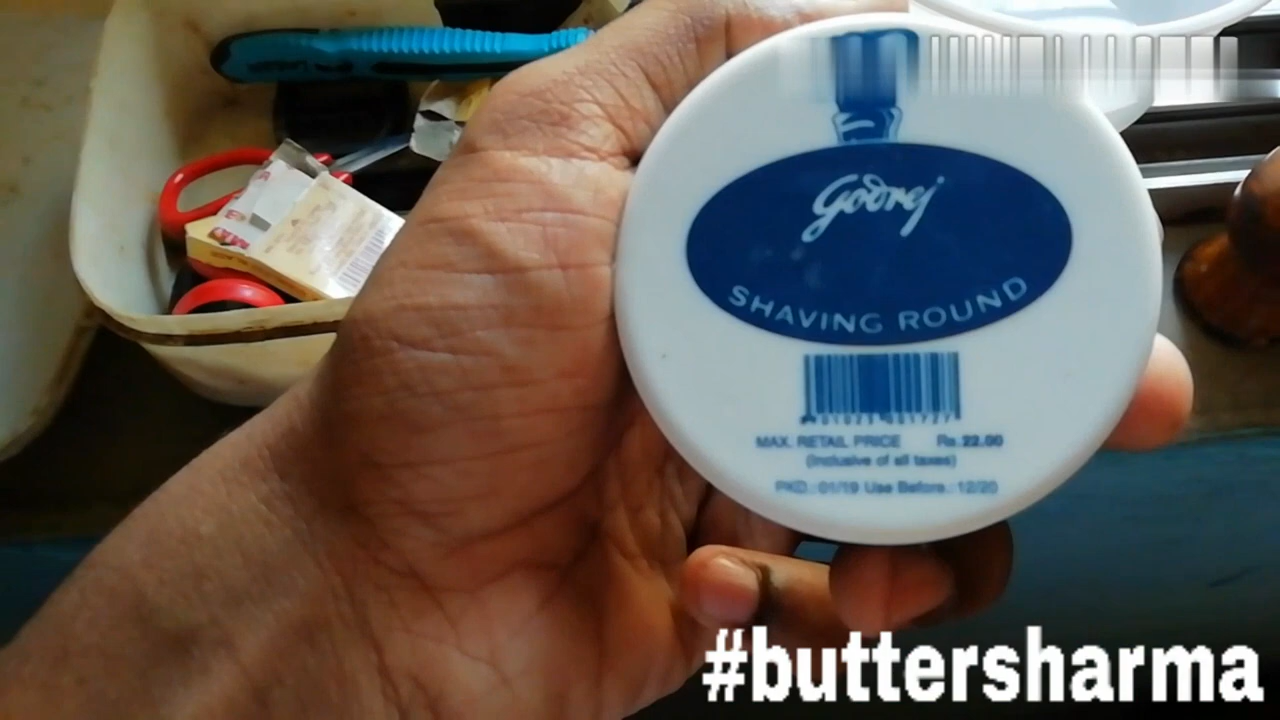 Godrej
SHAVING ROUND
MAX. RETAIL PRICE Rs. 22.00
(Inclusive of all taxes)
PKD.: 01/19 Use Before.: 12/20
#buttersharma